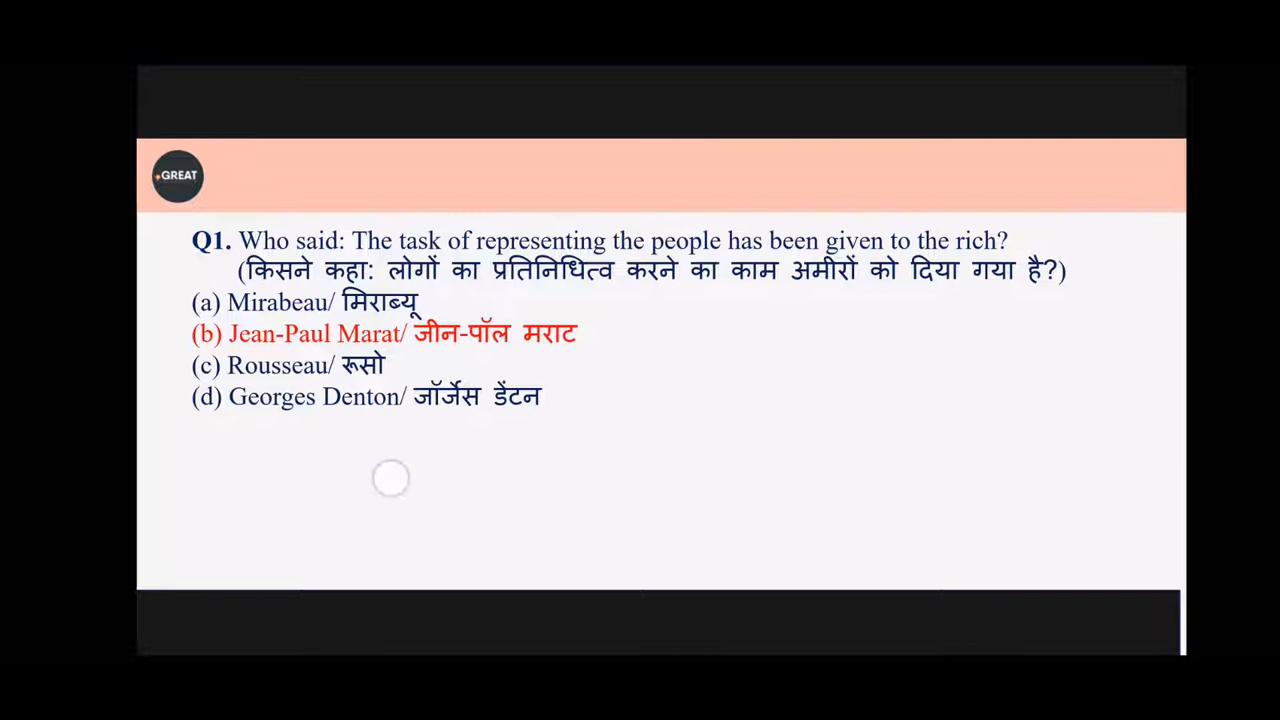 GREAT
Q1. Who said: The task of representing the people has been given to the rich?
(किसने कहा: लोगों का प्रतिनिधित्व करने का काम अमीरों को दिया गया है?)
(a) Mirabeau/ मिराब्यू
(b) Jean-Paul Marat/ जीन-पॉल मराट
(c) Rousseau/ रूसो
(d) Georges Denton/ जॉर्जेस डेंटन